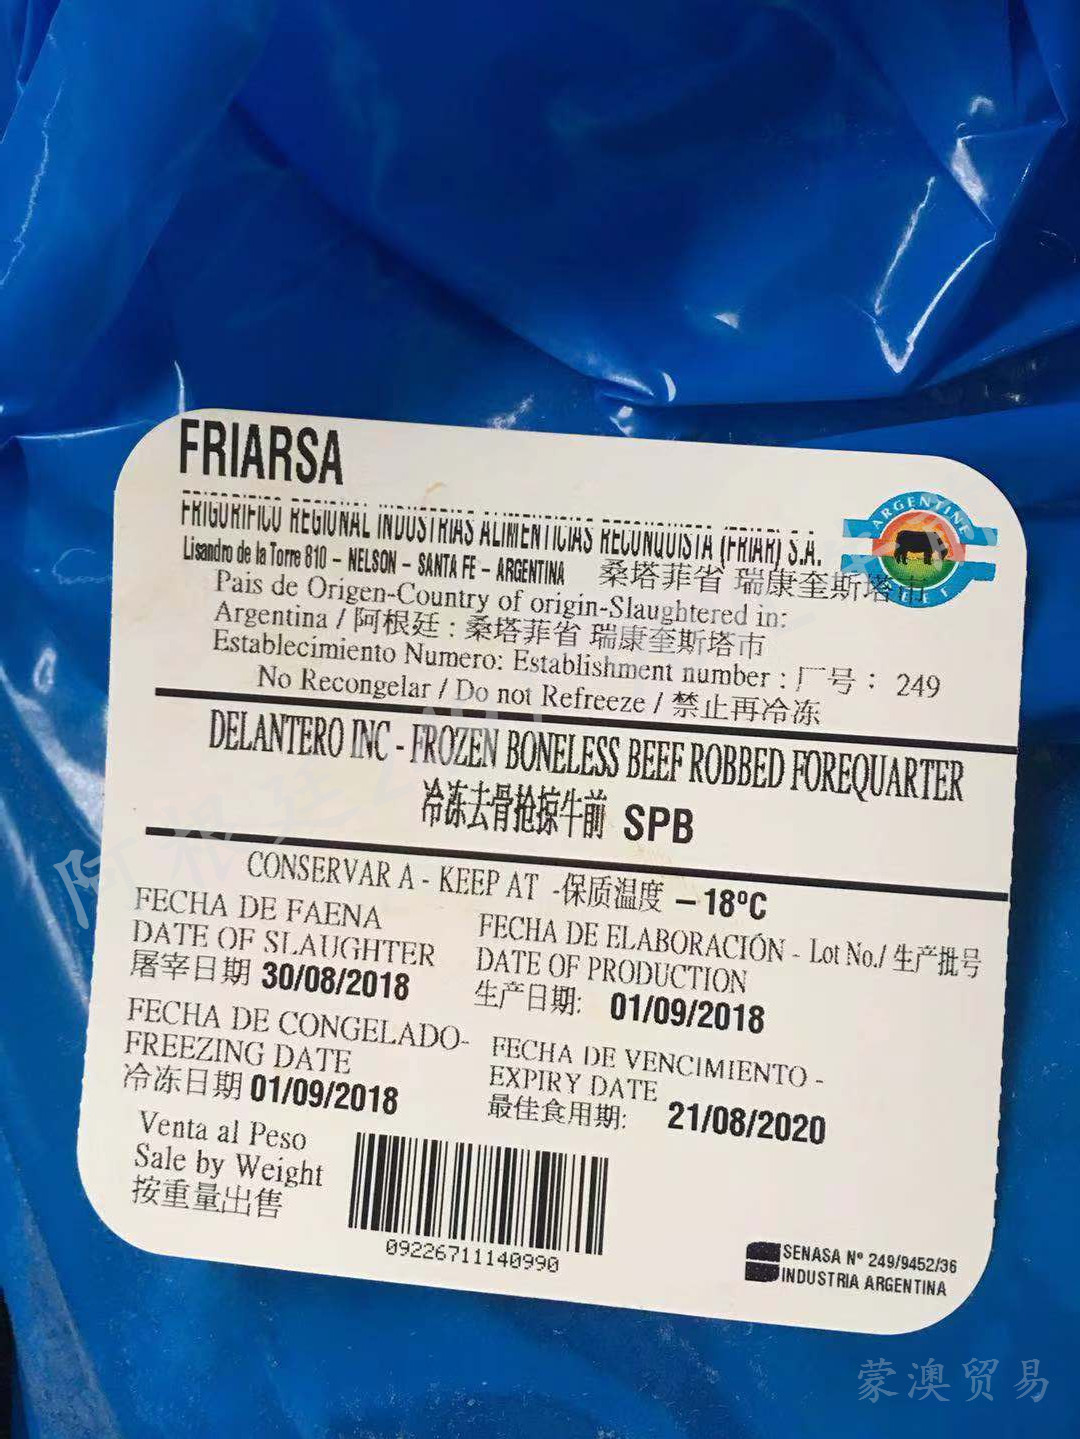 FRIARSA
FRIGORIFICO REGIONAL INDUSTRIAS ALIMENTICIAS RECONQUISTA (FRIAR) S.A.
ARGENTINE
BEEF
Lisandro de la Torre 810 - NELSON - SANTA FE - ARGENTINA 桑塔菲省 瑞康奎斯塔市
Pais de Origen-Country of origin-Slaughtered in:
Argentina / 阿根廷 : 桑塔菲省 瑞康奎斯塔市
Establecimiento Numero: Establishment number : 厂号 : 249
No Recongelar / Do not Refreeze / 禁止再冷冻
DELANTERO INC - FROZEN BONELESS BEEF ROBBED FOREQUARTER
冷冻去骨抢掠牛前 SPB
CONSERVAR A - KEEP AT -保质温度 -18ºC
FECHA DE FAENA
DATE OF SLAUGHTER
屠宰日期 30/08/2018
FECHA DE ELABORACIÓN - Lot No./ 生产批号
DATE OF PRODUCTION
生产日期: 01/09/2018
FECHA DE CONGELADO-
FREEZING DATE
冷冻日期 01/09/2018
FECHA DE VENCIMIENTO -
EXPIRY DATE
最佳食用期: 21/08/2020
Venta al Peso
Sale by Weight
按重量出售
09226711140990
SENASA Nº 249/9452/36
INDUSTRIA ARGENTINA
蒙澳贸易